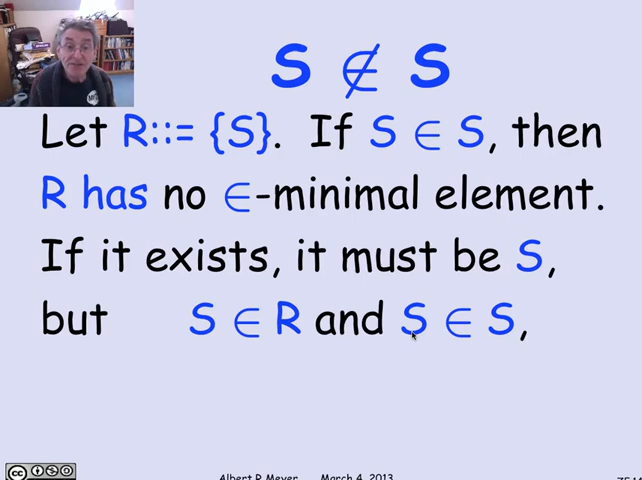 S ∉ S
Let R::= {S}. If S ∈ S, then
R has no ∈-minimal element.
If it exists, it must be S,
but S ∈ R and S ∈ S,
Albert R Meyer March 4, 2013